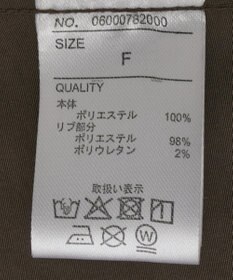 NO. 06000782000
SIZE
F
QUALITY
本体
ポリエステル 100%
リブ部分
ポリエステル 98%
ポリウレタン 2%
取扱い表示